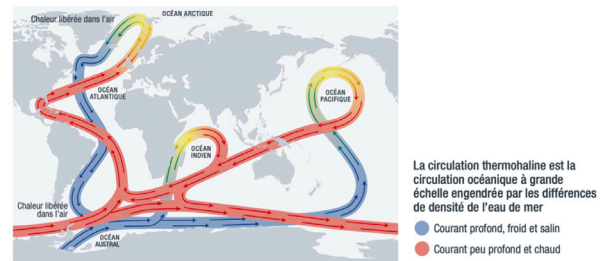 Chaleur libérée dans l'air
OCÉAN ARCTIQUE
OCÉAN
ATLANTIQUE
OCÉAN
PACIFIQUE
OCÉAN
INDIEN
Chaleur libérée
dans l'air
OCÉAN
AUSTRAL
La circulation thermohaline est la
circulation océanique à grande
échelle engendrée par les différences
de densité de l'eau de mer
Courant profond, froid et salin
Courant peu profond et chaud